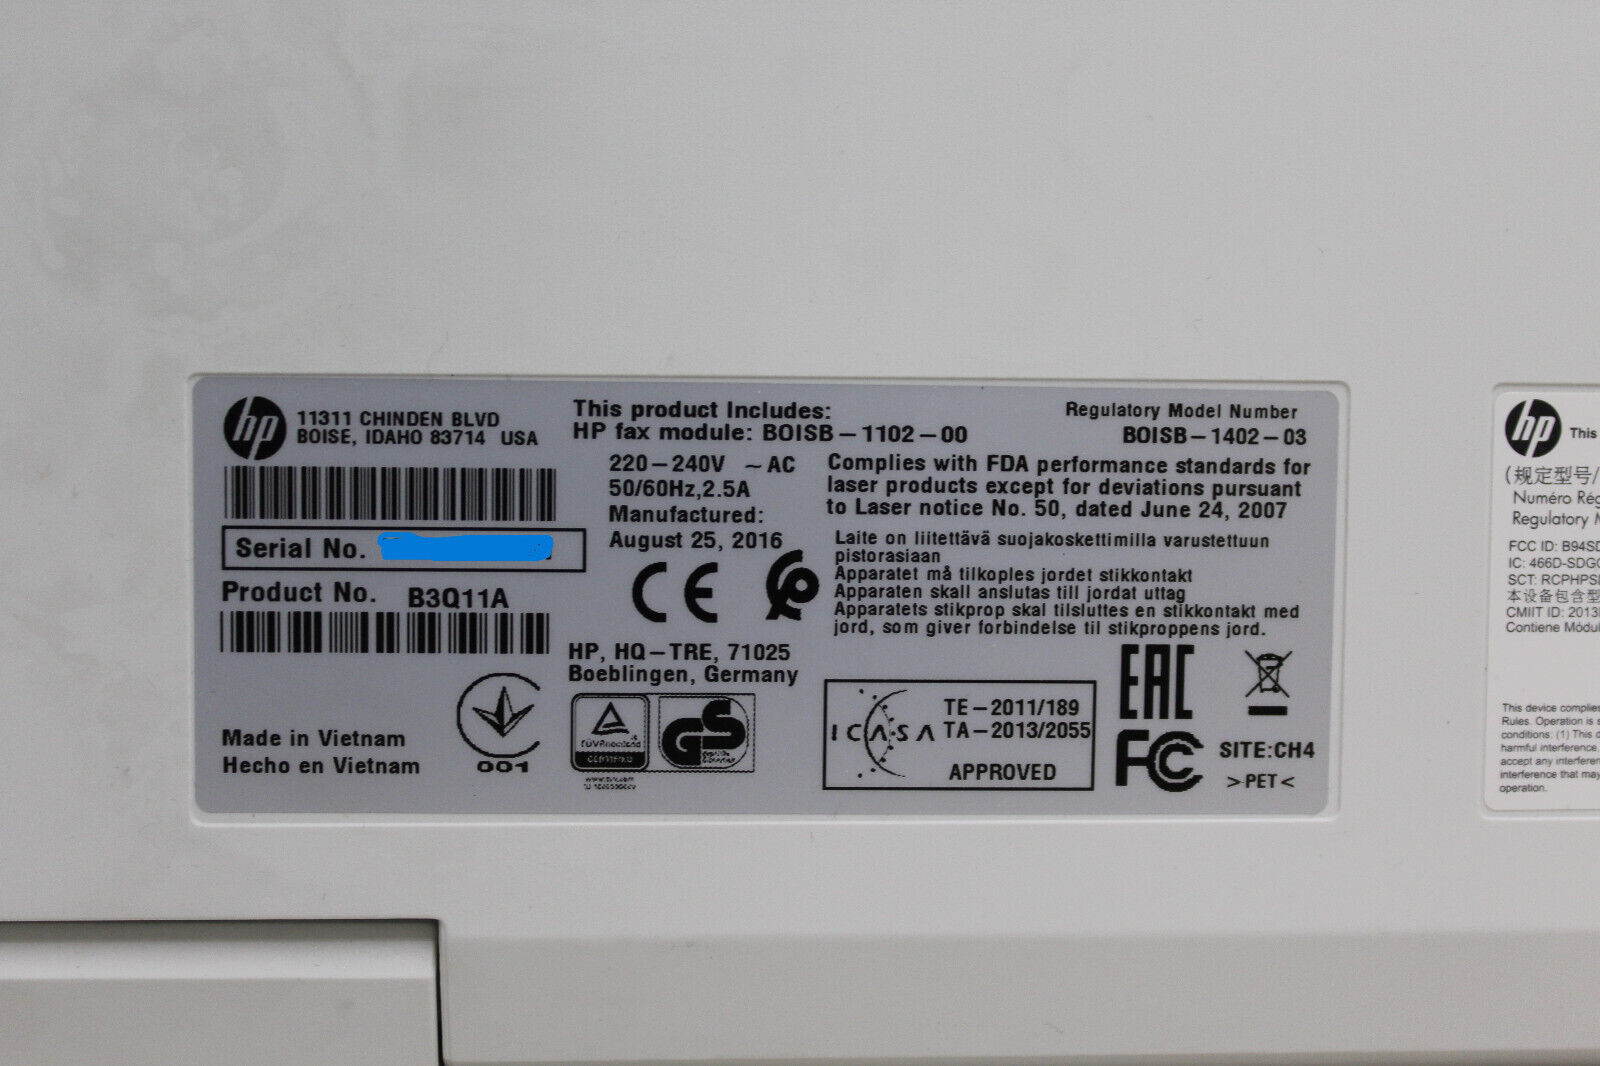 hp
11311 CHINDEN BLVD
BOISE, IDAHO 83714 USA
Serial No.
Product No. B3Q11A
Made in Vietnam
Hecho en Vietnam
001
This product Includes:
HP fax module: BOISB-1102-00
220-240V ~ AC
50/60Hz,2.5A
Manufactured:
August 25, 2016
CE
HP, HQ-TRE, 71025
Boeblingen, Germany
TÜVRheinland
CERTIFIED
GS
Regulatory Model Number
BOISB-1402-03
Complies with FDA performance standards for
laser products except for deviations pursuant
to Laser notice No. 50, dated June 24, 2007
Laite on liitettävä suojakoskettimilla varustettuun
pistorasiaan
Apparatet må tilkoples jordet stikkontakt
Apparaten skall anslutas till jordat uttag
Apparatets stikprop skal tilsluttes en stikkontakt med
jord, som giver forbindelse til stikproppens jord.
ICASA
TE-2011/189
TA-2013/2055
APPROVED
EAC
FC
SITE:CH4
>PET<
hp
This
(规定型号/
Numéro Rég
Regulatory M
FCC ID: B94SD
IC: 466D-SDGO
SCT: RCPHPS
本设备包含型
CMIIT ID: 2013
Contiene Módul
This device complies
Rules. Operation is s
conditions: (1) This d
harmful interference,
accept any interferen
interference that may
operation.